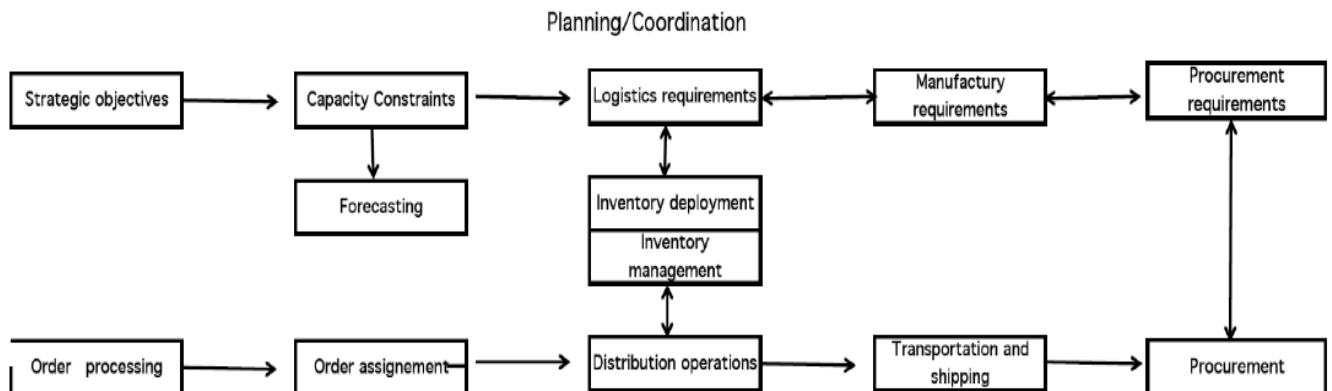 Planning/Coordination
Strategic objectives
Capacity Constraints
Logistics requirements
Manufactury
requirements
Procurement
requirements
Forecasting
Inventory deployment
Inventory
management
Order processing
Order assignement
Distribution operations
Transportation and
shipping
Procurement